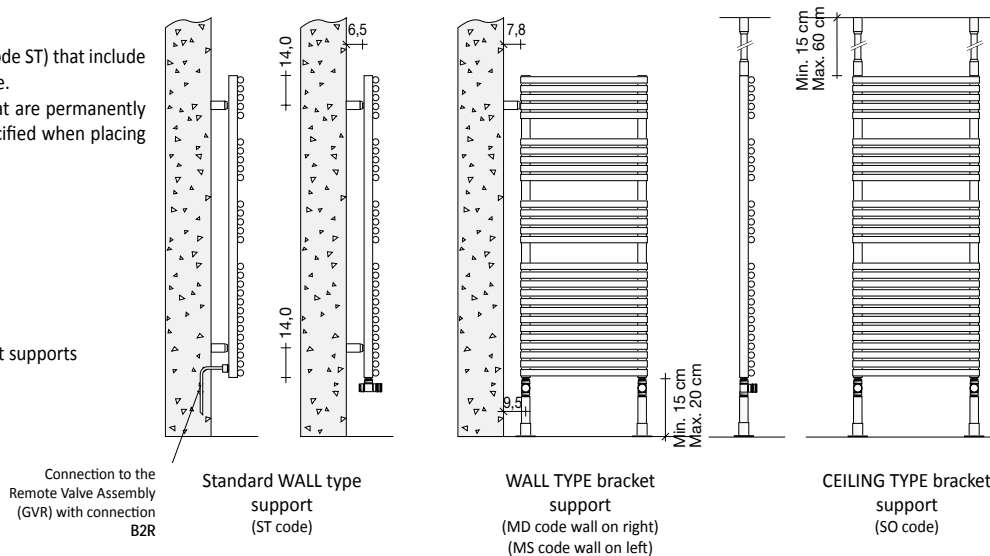 ode ST) that include
e.
at are permanently
cified when placing
t supports
14,0
14,0
6,5
7,8
9,5
Min. 15 cm
Max. 20 cm
Min. 15 cm
Max. 60 cm
Connection to the
Remote Valve Assembly
(GVR) with connection
B2R
Standard WALL type
support
(ST code)
WALL TYPE bracket
support
(MD code wall on right)
(MS code wall on left)
CEILING TYPE bracket
support
(SO code)